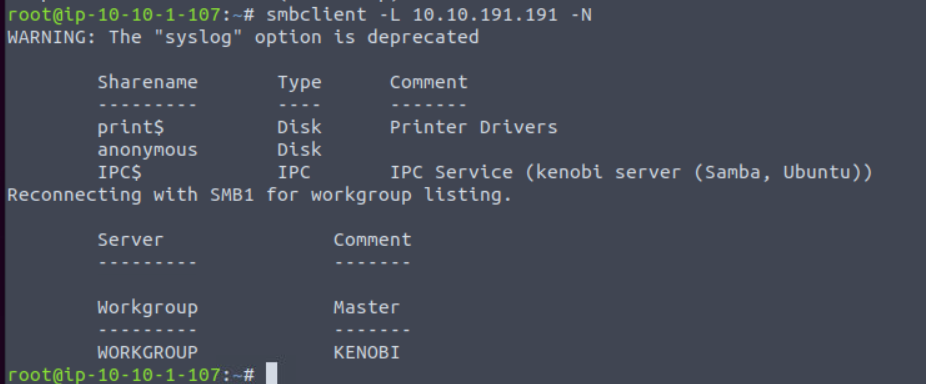 root@ip-10-10-1-107:~# smbclient -L 10.10.191.191 -N
WARNING: The "syslog" option is deprecated
Sharename Type Comment
--------- ---- -------
print$ Disk Printer Drivers
anonymous Disk
IPC$ IPC IPC Service (kenobi server (Samba, Ubuntu))
Reconnecting with SMB1 for workgroup listing.
Server Comment
--------- -------
Workgroup Master
--------- -------
WORKGROUP KENOBI
root@ip-10-10-1-107:~#